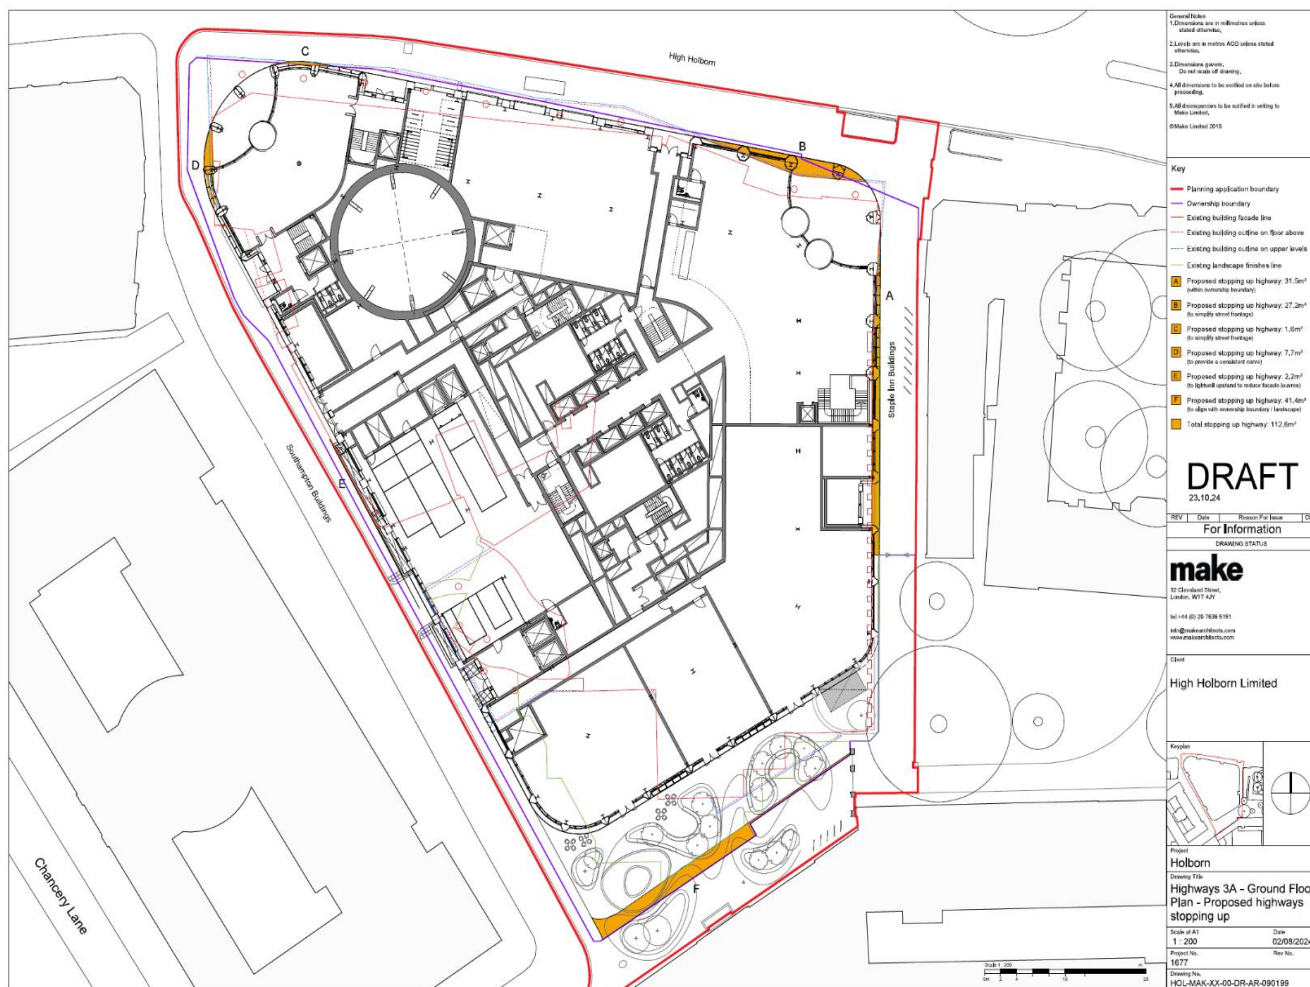 General Notes
1.Dimensions are in millimetres unless
stated otherwise.
2.Levels are in metres AOD unless stated
otherwise.
3.Dimensions govern.
Do not scale off drawing.
4.All dimensions to be verified on site before
proceeding.
5.All discrepancies to be notified in writing to
Make Limited.
©Make Limited 2015
Key
Planning application boundary
Ownership boundary
Existing building facade line
Existing building outline on floor above
Existing building outline on upper levels
Existing landscape finishes line
A Proposed stopping up highway: 31,5m²
(within ownership boundary)
B Proposed stopping up highway: 27,2m²
(to simplify street frontage)
C Proposed stopping up highway: 1,6m²
(to simplify street frontage)
D Proposed stopping up highway: 7,7m²
(to provide a consistent curve)
E Proposed stopping up highway: 2,2m²
(to lightwell upstand to reduce facade louvres)
F Proposed stopping up highway: 41,4m²
(to align with ownership boundary / landscape)
Total stopping up highway: 112,6m²
DRAFT
23.10.24
REV Date Reason For Issue
For Information
DRAWING STATUS
make
32 Cleveland Street,
London, W1T 4JY
tel +44 (0) 20 7636 5151
info@makearchitects.com
www.makearchitects.com
Client
High Holborn Limited
Keyplan
Project
Holborn
Drawing Title
Highways 3A - Ground Floo
Plan - Proposed highways
stopping up
Scale at A1 Date
1 : 200 02/08/2024
Project No. Rev No.
1677
Drawing No.
HOL-MAK-XX-00-DR-AR-090199
High Holborn
C
B
D
A
Staple Inn Buildings
Southampton Buildings
E
F
Chancery Lane
Scale 1 : 200